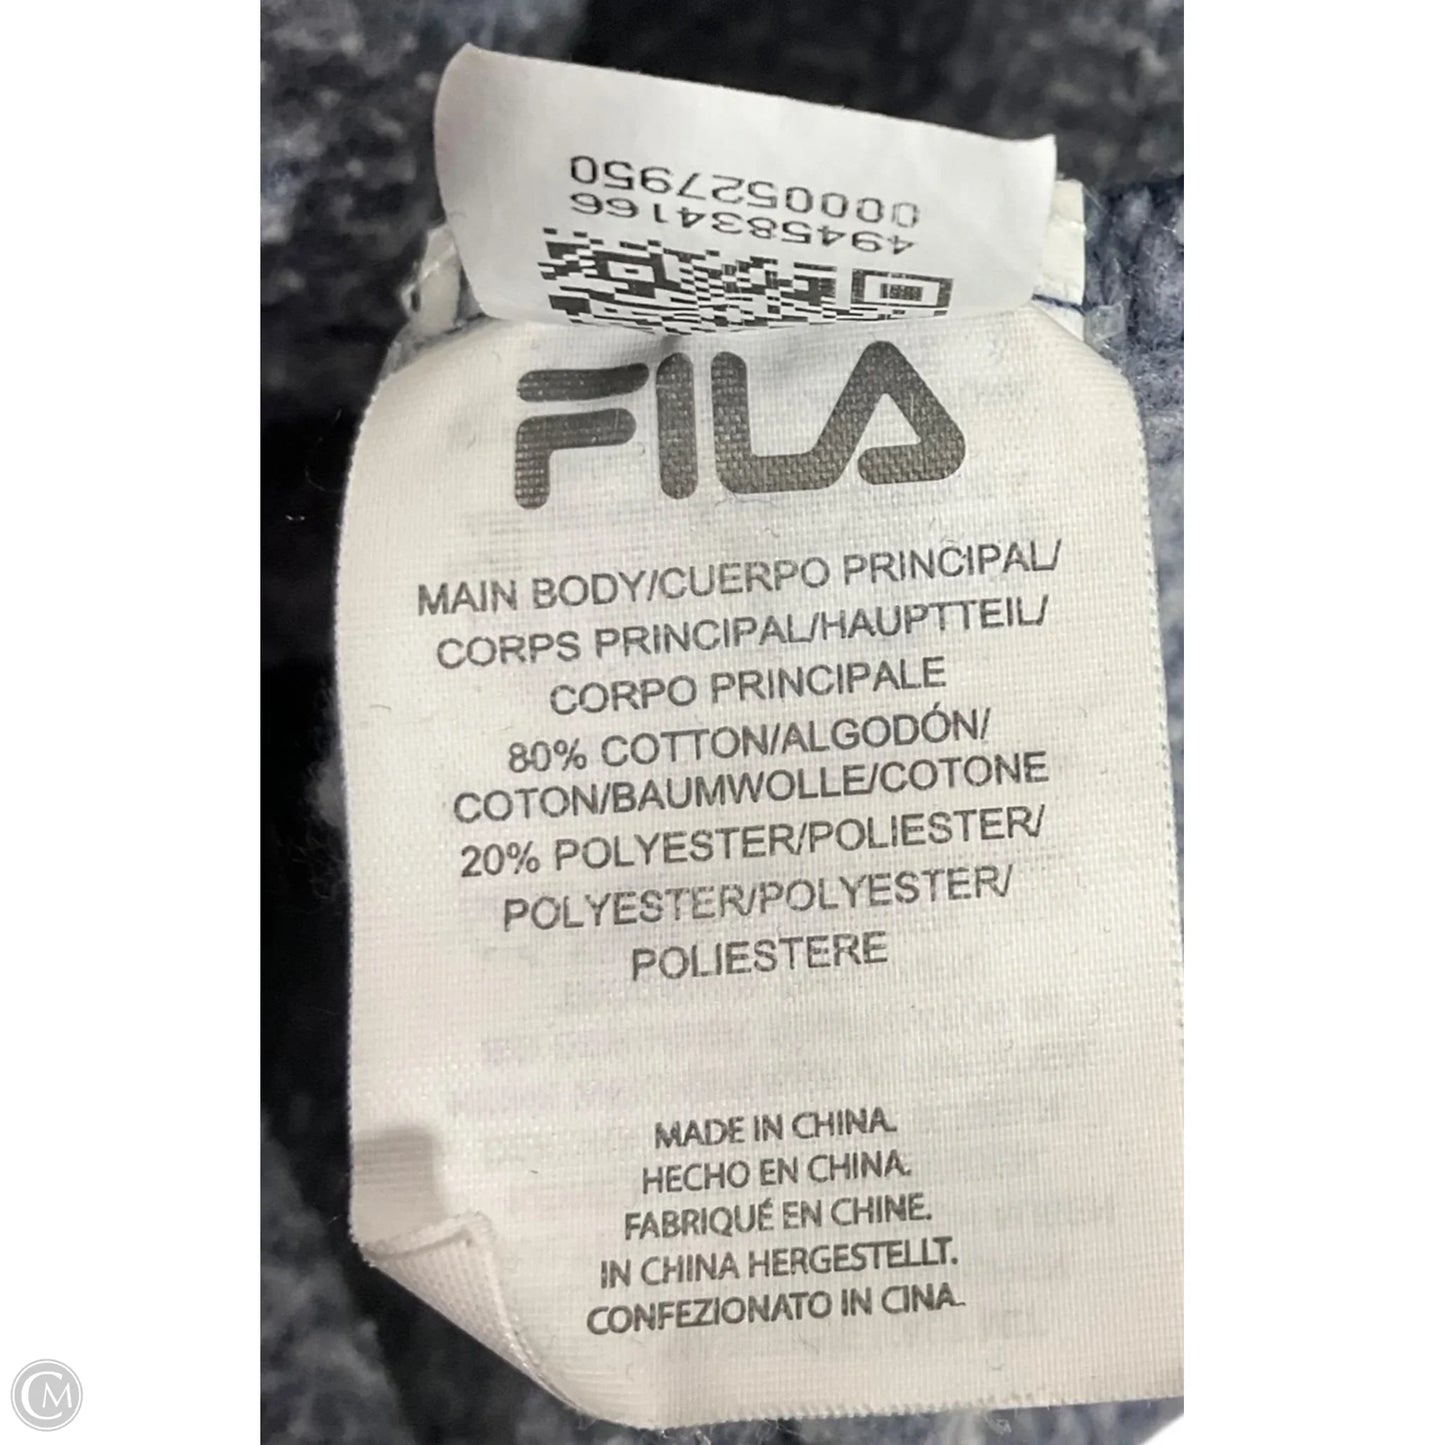 0000527950
4945834166
FILA
MAIN BODY/CUERPO PRINCIPAL/
CORPS PRINCIPAL/HAUPTTEIL/
CORPO PRINCIPALE
80% COTTON/ALGODÓN/
COTON/BAUMWOLLE/COTONE
20% POLYESTER/POLIESTER/
POLYESTER/POLYESTER/
POLIESTERE
MADE IN CHINA.
HECHO EN CHINA.
FABRIQUÉ EN CHINE.
IN CHINA HERGESTELLT.
CONFEZIONATO IN CINA.
CM